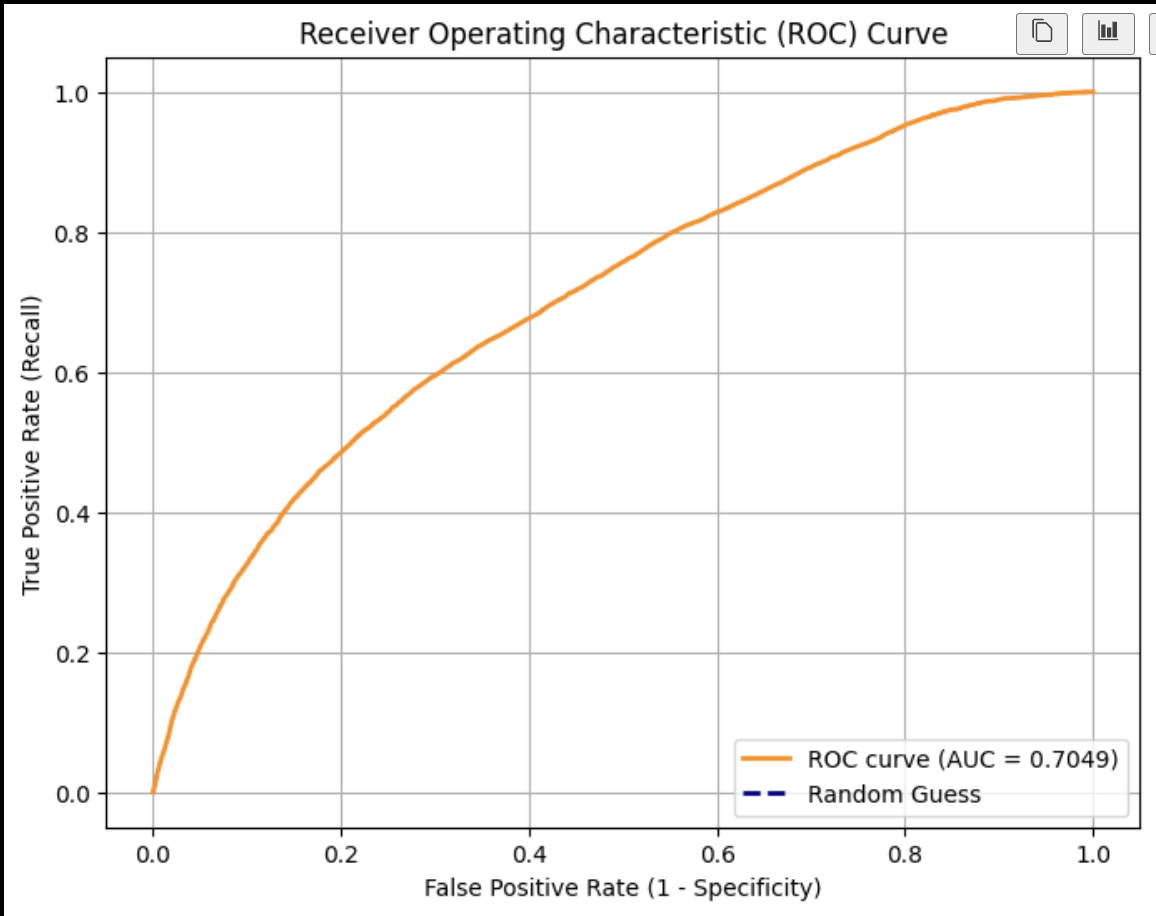 Receiver Operating Characteristic (ROC) Curve
1.0
0.8
0.6
0.4
0.2
0.0
True Positive Rate (Recall)
ROC curve (AUC = 0.7049)
Random Guess
0.0 0.2 0.4 0.6 0.8 1.0
False Positive Rate (1 - Specificity)